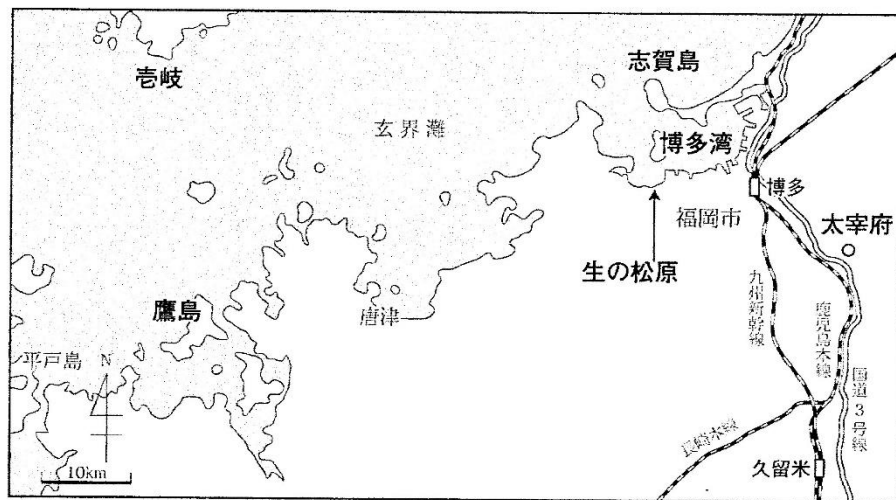 壱岐
志賀島
玄界灘
博多湾
博多
福岡市
太宰府
生の松原
九州新幹線
鹿児島本線
鷹島
唐津
平戸島
N
国道3号線
長崎本線
10km
久留米